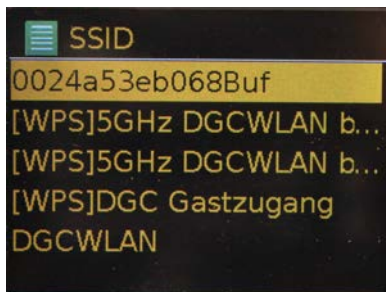 SSID
0024a53eb068Buf
[WPS]5GHz DGCWLAN b...
[WPS]5GHz DGCWLAN b...
[WPS]DGC Gastzugang
DGCWLAN